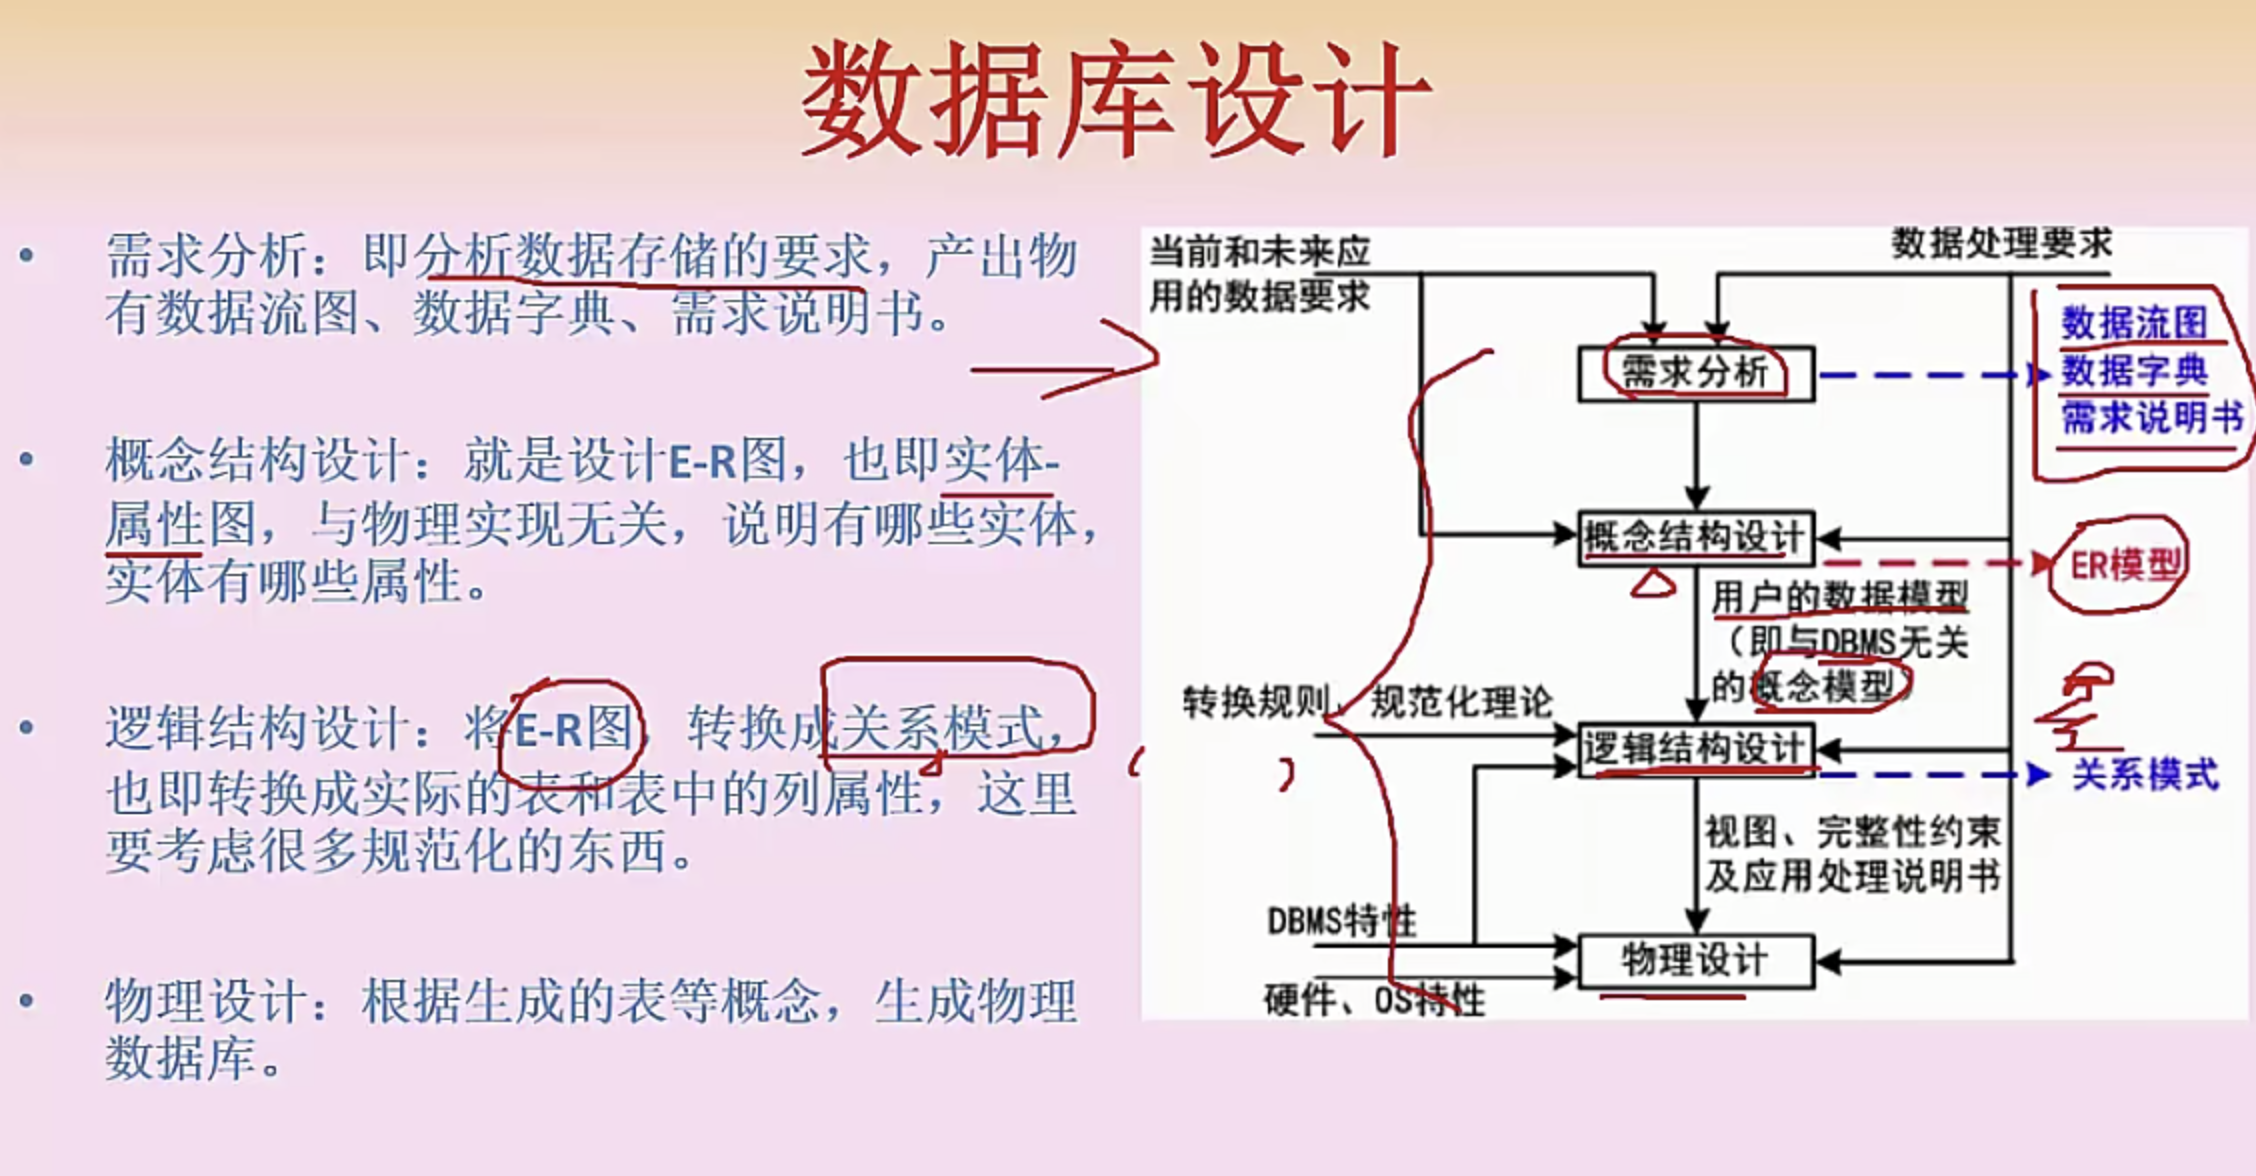 数据库设计
• 需求分析：即分析数据存储的要求，产出物
有数据流图、数据字典、需求说明书。
• 概念结构设计：就是设计E-R图，也即实体-
属性图，与物理实现无关，说明有哪些实体，
实体有哪些属性。
• 逻辑结构设计：将E-R图，转换成关系模式，
也即转换成实际的表和表中的列属性，这里
要考虑很多规范化的东西。
• 物理设计：根据生成的表等概念，生成物理
数据库。
当前和未来应
用的数据要求
数据处理要求
需求分析
数据流图
数据字典
需求说明书
概念结构设计
ER模型
用户的数据模型
（即与DBMS无关
的概念模型）
转换规则、规范化理论
逻辑结构设计
关系模式
视图、完整性约束
及应用处理说明书
DBMS特性
物理设计
硬件、OS特性